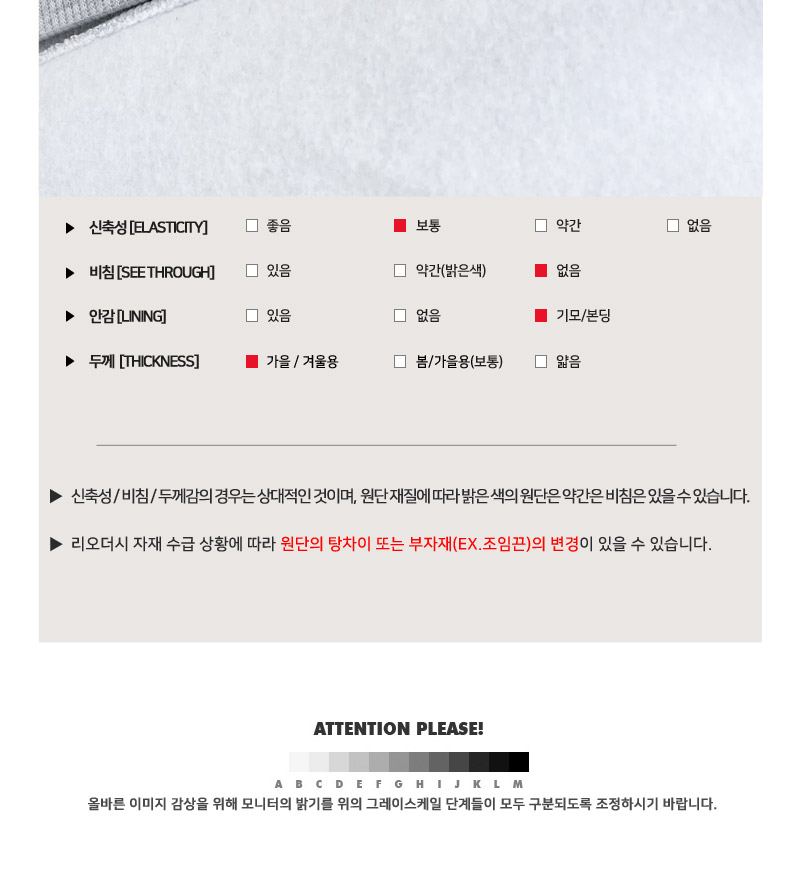 ▶ 신축성 [ELASTICITY] □ 좋음 ■ 보통 □ 약간 □ 없음
▶ 비침 [SEE THROUGH] □ 있음 □ 약간(밝은색) ■ 없음
▶ 안감 [LINING] □ 있음 □ 없음 ■ 기모/본딩
▶ 두께 [THICKNESS] ■ 가을 / 겨울용 □ 봄/가을용(보통) □ 얇음
▶ 신축성 / 비침 / 두께감의 경우는 상대적인 것이며, 원단 재질에 따라 밝은 색의 원단은 약간은 비침은 있을 수 있습니다.
▶ 리오더시 자재 수급 상황에 따라 원단의 탕차이 또는 부자재(EX.조임끈)의 변경이 있을 수 있습니다.
ATTENTION PLEASE!
A B C D E F G H I J K L M
올바른 이미지 감상을 위해 모니터의 밝기를 위의 그레이스케일 단계들이 모두 구분되도록 조정하시기 바랍니다.